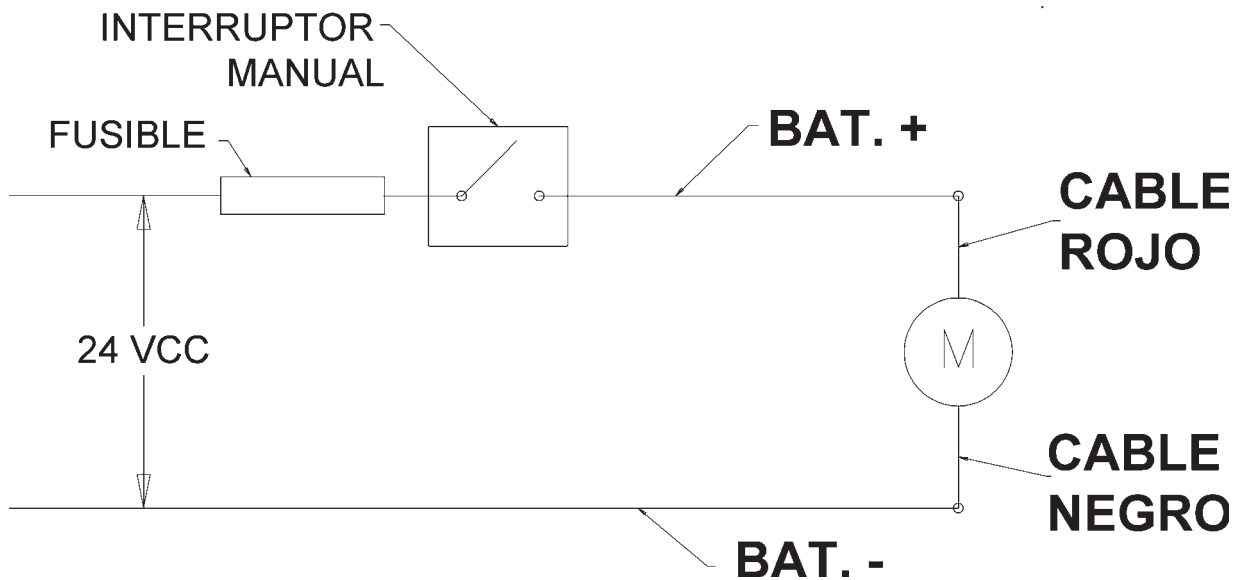 INTERRUPTOR
MANUAL
FUSIBLE
BAT. +
CABLE
ROJO
24 VCC
M
CABLE
NEGRO
BAT. -